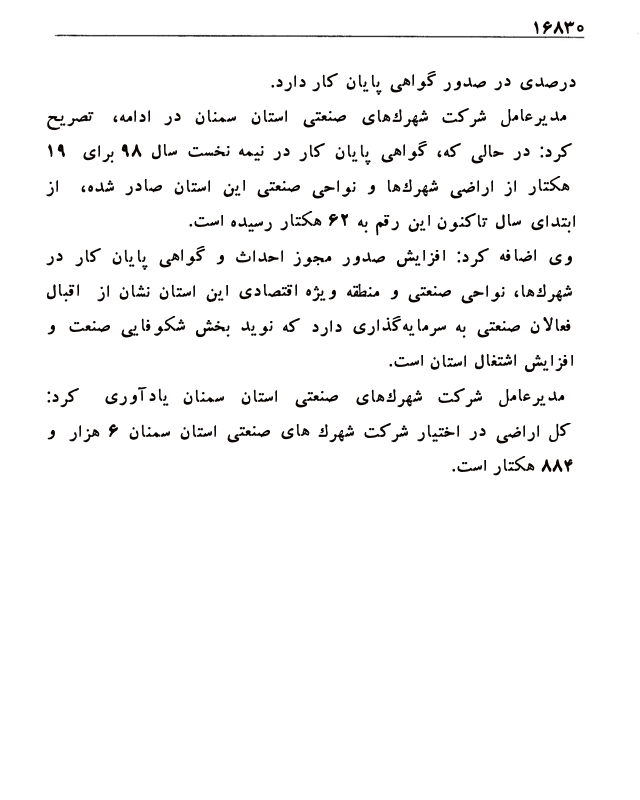 ۱۶۸۳۰
درصدی در صدور گواهی پایان کار دارد.
مدیرعامل شرکت شهرک‌های صنعتی استان سمنان در ادامه، تصریح
کرد: در حالی که، گواهی پایان کار در نیمه نخست سال ۹۸ برای ۱۹
هکتار از اراضی شهرک‌ها و نواحی صنعتی این استان صادر شده، از
ابتدای سال تاکنون این رقم به ۶۲ هکتار رسیده است.
وی اضافه کرد: افزایش صدور مجوز احداث و گواهی پایان کار در
شهرک‌ها، نواحی صنعتی و منطقه ویژه اقتصادی این استان نشان از اقبال
فعالان صنعتی به سرمایه‌گذاری دارد که نوید بخش شکوفایی صنعت و
افزایش اشتغال استان است.
مدیرعامل شرکت شهرک‌های صنعتی استان سمنان یادآوری کرد:
کل اراضی در اختیار شرکت شهرک های صنعتی استان سمنان ۶ هزار و
۸۸۴ هکتار است.